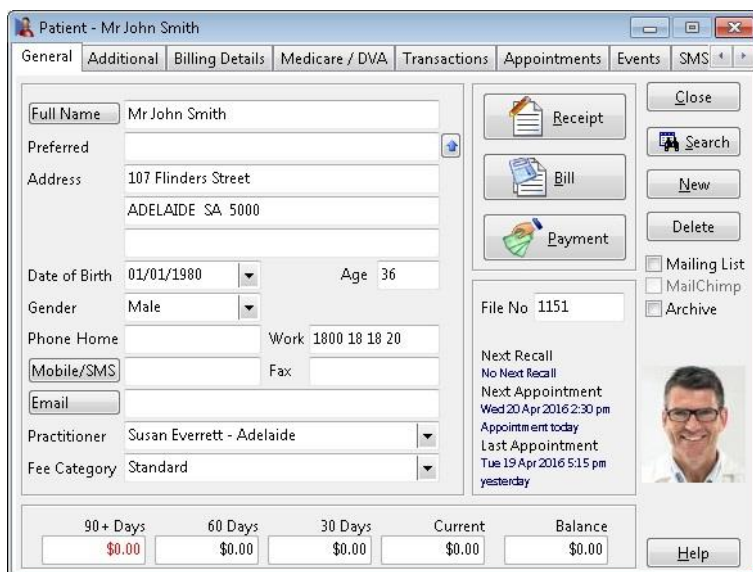 Patient - Mr John Smith
General Additional Billing Details Medicare / DVA Transactions Appointments Events SMS
Full Name Mr John Smith
Preferred
Address 107 Flinders Street
ADELAIDE SA 5000
Date of Birth 01/01/1980 Age 36
Gender Male
Phone Home Work 1800 18 18 20
Mobile/SMS Fax
Email
Practitioner Susan Everrett - Adelaide
Fee Category Standard
Receipt
Bill
Payment
File No 1151
Next Recall
No Next Recall
Next Appointment
Wed 20 Apr 2016 2:30 pm
Appointment today
Last Appointment
Tue 19 Apr 2016 5:15 pm
yesterday
Close
Search
New
Delete
Mailing List
MailChimp
Archive
90+ Days 60 Days 30 Days Current Balance
$0.00 $0.00 $0.00 $0.00 $0.00
Help